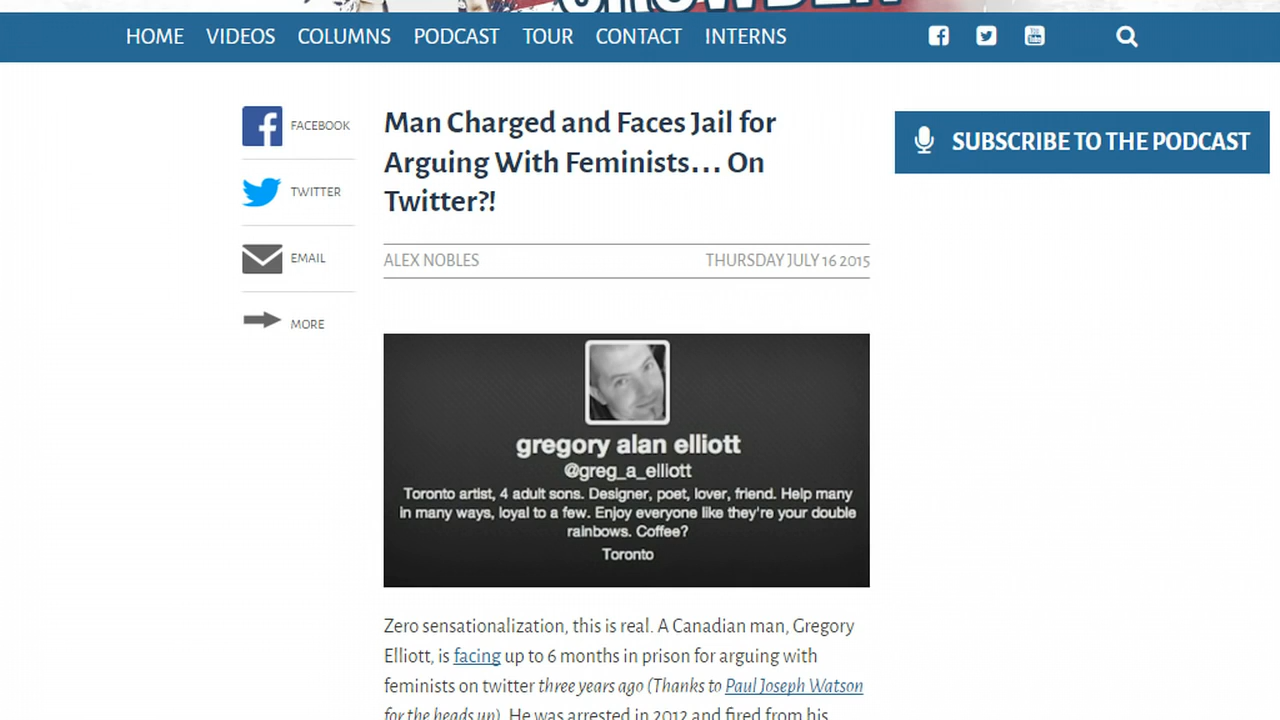 CROWDER
HOME VIDEOS COLUMNS PODCAST TOUR CONTACT INTERNS
FACEBOOK
TWITTER
EMAIL
MORE
Man Charged and Faces Jail for
Arguing With Feminists... On
Twitter?!
ALEX NOBLES THURSDAY JULY 16 2015
SUBSCRIBE TO THE PODCAST
gregory alan elliott
@greg_a_elliott
Toronto artist, 4 adult sons. Designer, poet, lover, friend. Help many
in many ways, loyal to a few. Enjoy everyone like they're your double
rainbows. Coffee?
Toronto
Zero sensationalization, this is real. A Canadian man, Gregory
Elliott, is facing up to 6 months in prison for arguing with
feminists on twitter three years ago (Thanks to Paul Joseph Watson
for the heads up). He was arrested in 2012 and fired from his